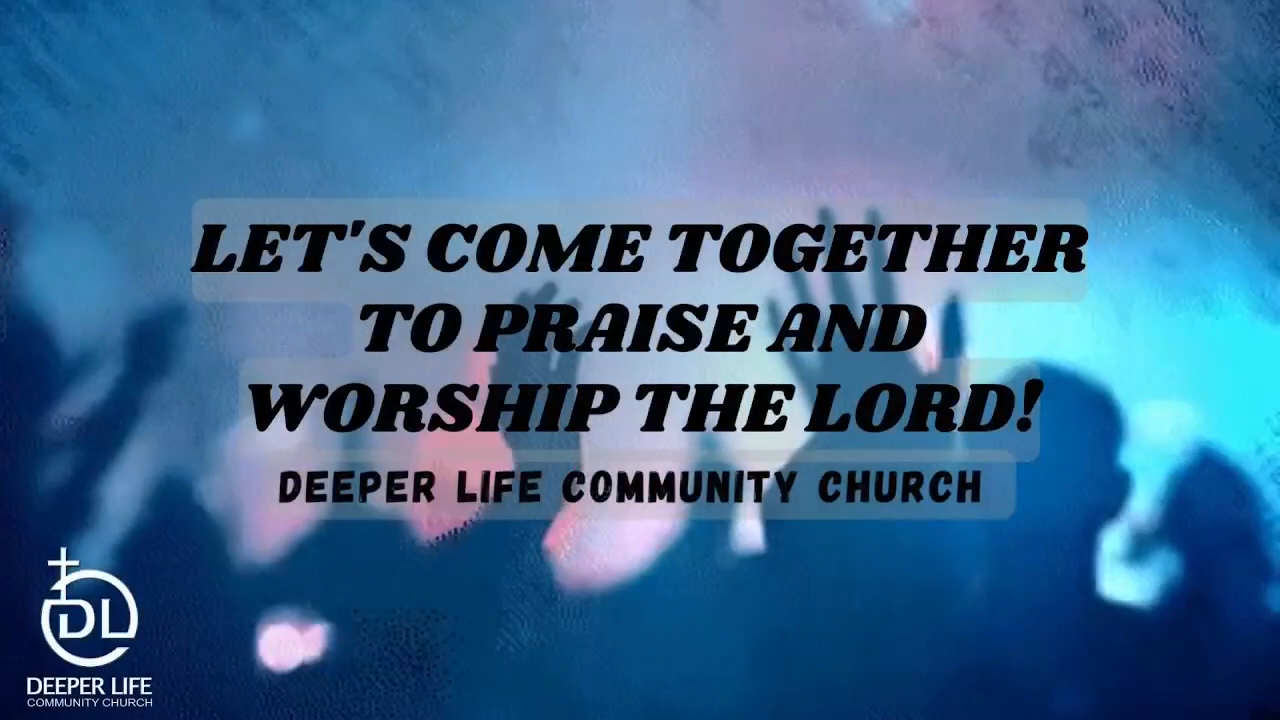 LET'S COME TOGETHER
TO PRAISE AND
WORSHIP THE LORD!
DEEPER LIFE COMMUNITY CHURCH
DL
DEEPER LIFE
COMMUNITY CHURCH